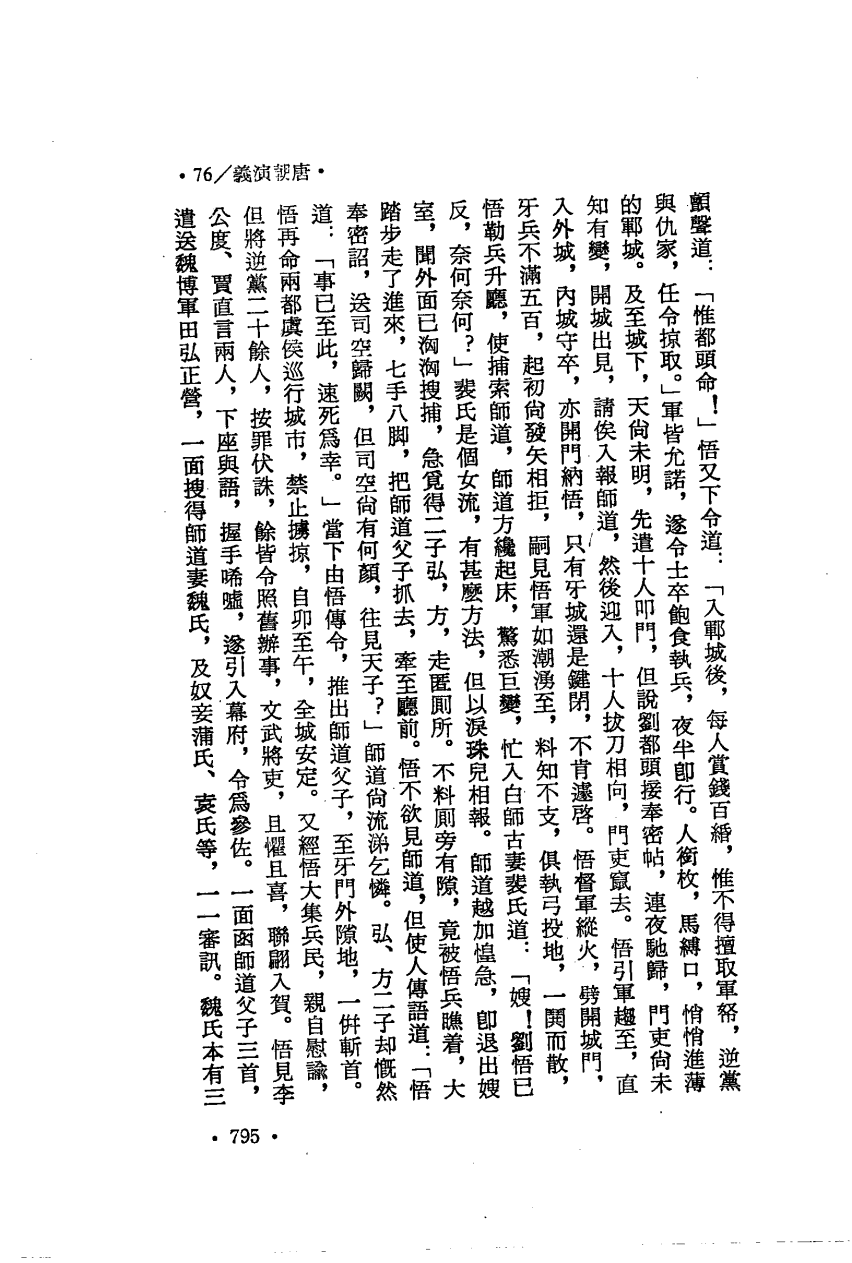 •76／義演朝唐•
顫聲道：「惟都頭命！」悟又下令道：「入鄆城後，每人賞錢百緡，惟不得擅取軍帑，逆黨
與仇家，任令掠取。」軍皆允諾，遂令士卒飽食執兵，夜半卽行。人銜枚，馬縛口，悄悄進薄
的鄆城。及至城下，天尙未明，先遣十人叩門，但說劉都頭接奉密帖，連夜馳歸，門吏尙未
知有變，開城出見，請俟入報師道，然後迎入，十人拔刀相向，門吏竄去。悟引軍趨至，直
入外城，內城守卒，亦開門納悟，只有牙城還是鍵閉，不肯遽啓。悟督軍縱火，劈開城門，
牙兵不滿五百，起初尙發矢相拒，嗣見悟軍如潮湧至，料知不支，俱執弓投地，一鬨而散，
悟勒兵升廳，使捕索師道，師道方纔起床，驚悉巨變，忙入白師古妻裴氏道：「嫂！劉悟已
反，奈何奈何？」裴氏是個女流，有甚麼方法，但以淚珠兒相報。師道越加惶急，卽退出嫂
室，聞外面已洶洶搜捕，急覓得二子弘，方，走匿厠所。不料厠旁有隙，竟被悟兵瞧着，大
踏步走了進來，七手八脚，把師道父子抓去，牽至廳前。悟不欲見師道，但使人傳語道：「悟
奉密詔，送司空歸闕，但司空尙有何顏，往見天子？」師道尙流涕乞憐。弘、方二子却慨然
道：「事已至此，速死爲幸。」當下由悟傳令，推出師道父子，至牙門外隙地，一併斬首。
悟再命兩都虞侯巡行城市，禁止擄掠，自卯至午，全城安定。又經悟大集兵民，親自慰諭，
但將逆黨二十餘人，按罪伏誅，餘皆令照舊辦事，文武將吏，且懼且喜，聯翩入賀。悟見李
公度、賈直言兩人，下座與語，握手唏噓，遂引入幕府，令爲參佐。一面函師道父子三首，
遣送魏博軍田弘正營，一面搜得師道妻魏氏，及奴妾蒲氏、袁氏等，一一審訊。魏氏本有三
•795•